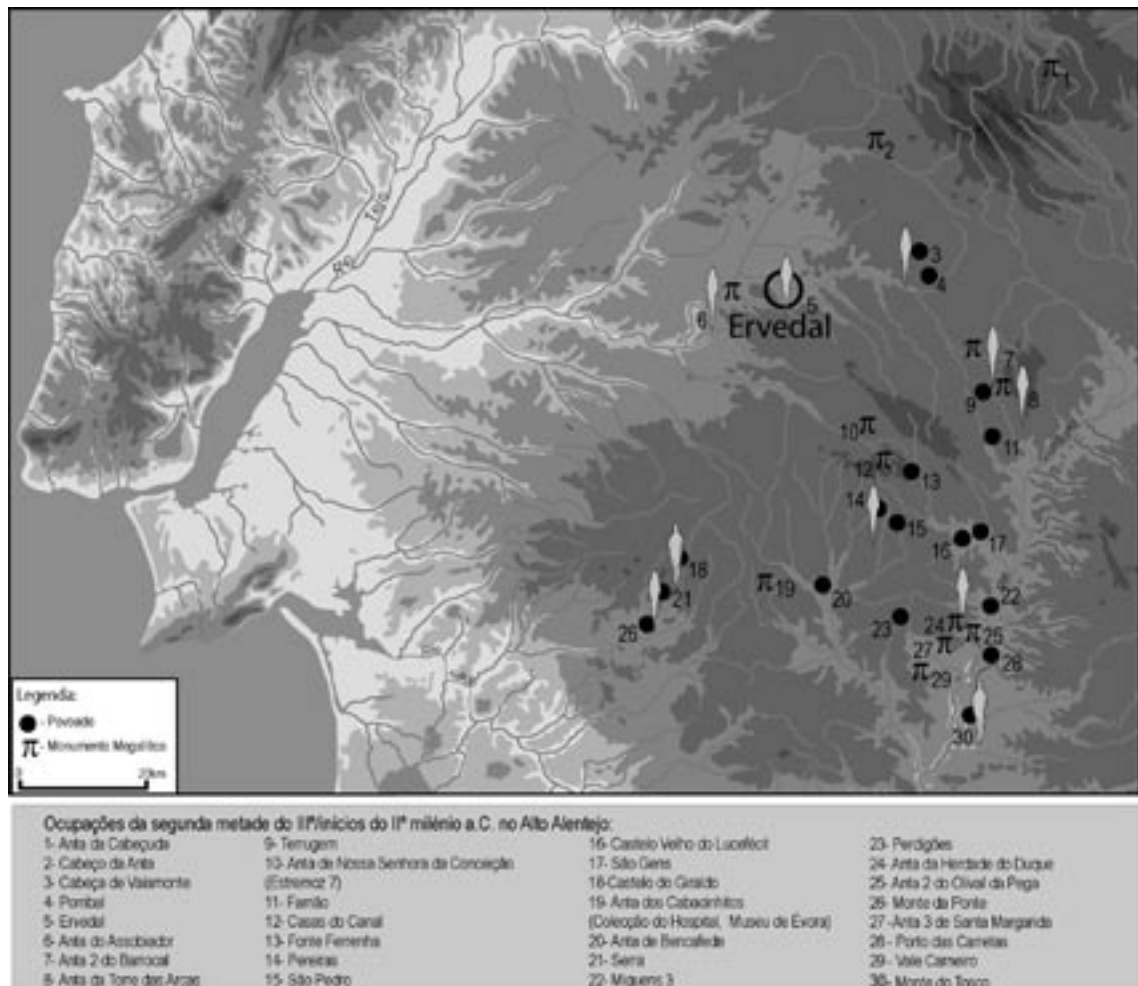 Rio Tejo
π1
π2
3
4
5
Ervedal
π
6
π
7
π
8
9
10π
11
12π
13
14
15
16
17
18
π19
20
21
22
23
24π
π25
26
27π
28
π29
30
Legenda:
- Povoado
π- Monumento Megalítico
0 20km
Ocupações da segunda metade do IIIº/inícios do IIº milénio a.C. no Alto Alentejo:
1- Anta da Cabeçuda
2- Cabeço da Anta
3- Cabeça de Vaiamonte
4- Pombal
5- Ervedal
6- Anta do Assobiador
7- Anta 2 do Barrocal
8- Anta da Torre das Arcas
9- Terrugem
10- Anta de Nossa Senhora da Conceição
(Estremoz 7)
11- Famão
12- Casas do Canal
13- Fonte Ferrenha
14- Pereiras
15- São Pedro
16- Castelo Velho do Lucefécit
17- São Gens
18- Castelo do Giraldo
19- Anta dos Cabacinhitos
(Colecção do Hospital, Museu de Évora)
20- Anta de Bencafede
21- Serra
22- Miguens 3
23- Perdigões
24- Anta da Herdade do Duque
25- Anta 2 do Olival da Pega
26- Monte da Ponte
27 -Anta 3 de Santa Margarida
28- Porto das Carretas
29 - Vale Carneiro
30- Monte do Tosco